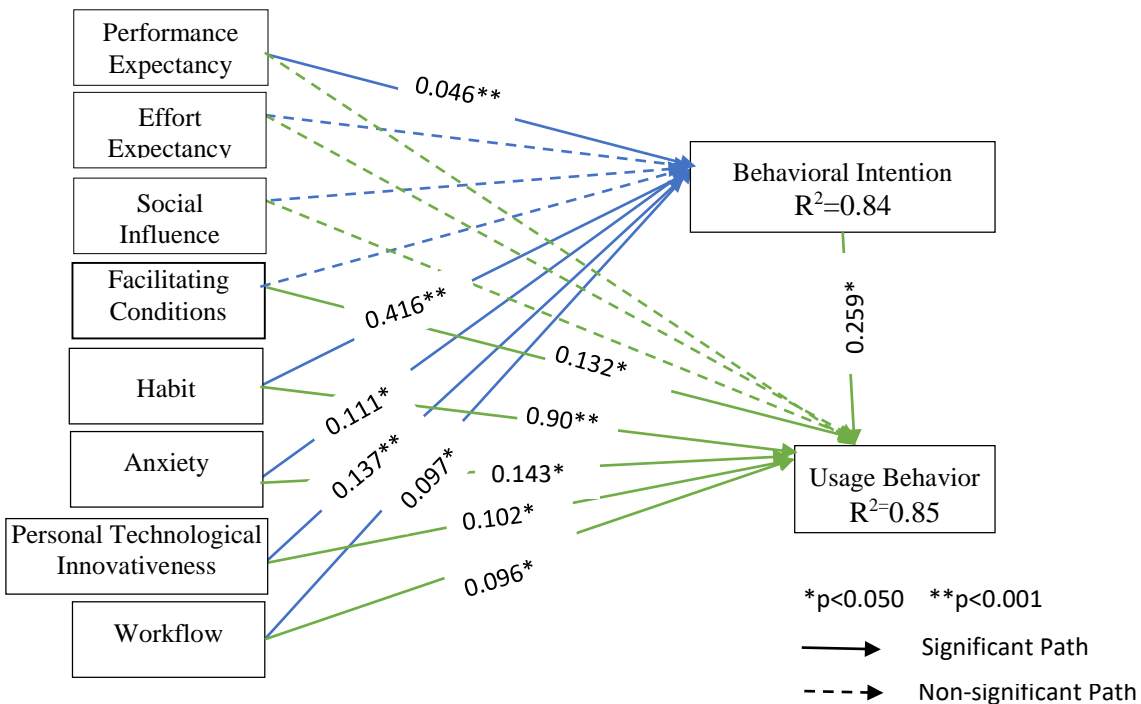 Performance
Expectancy
Effort
Expectancy
Social
Influence
Facilitating
Conditions
Habit
Anxiety
Personal Technological
Innovativeness
Workflow
0.046**
0.416**
0.111*
0.137**
0.097*
0.132*
0.90**
0.143*
0.102*
0.096*
Behavioral Intention
R²=0.84
0.259*
Usage Behavior
R²⁼0.85
*p<0.050 **p<0.001
Significant Path
Non-significant Path